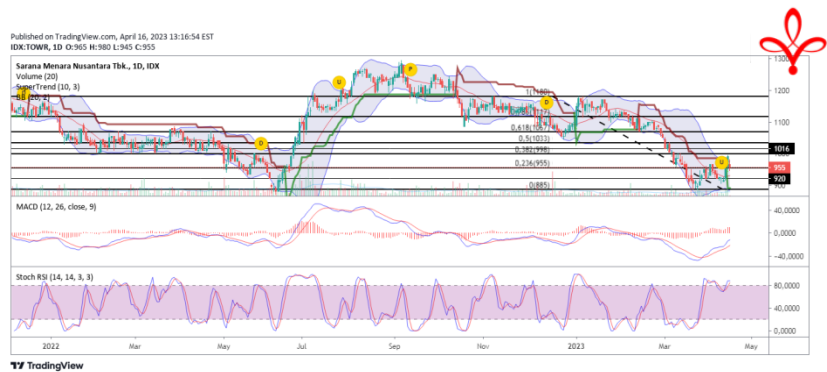 Published on TradingView.com, April 16, 2023 13:16:54 EST
IDX:TOWR, 1D O:965 H:980 L:945 C:955
Sarana Menara Nusantara Tbk., 1D, IDX
Volume (20)
SuperTrend (10, 3)
BB (20, 2)
1300
1200
1100
1016
1000
955
920
900
U
P
D
D
U
1(1180)
0,618(1067)
0,5(1033)
0,382(998)
0,236(955)
0(885)
MACD (12, 26, close, 9)
40,0000
0,0000
-40,0000
Stoch RSI (14, 14, 3, 3)
80,0000
40,0000
0,0000
2022 Mar May Jul Sep Nov 2023 Mar May
TradingView